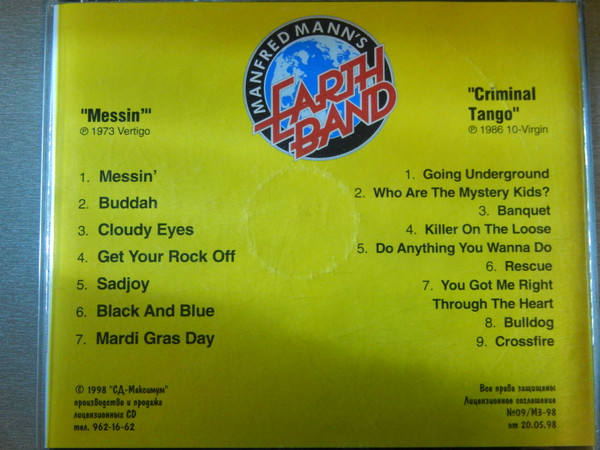 MANFRED MANN'S
EARTH
BAND
"Messin'"
℗ 1973 Vertigo
1. Messin'
2. Buddah
3. Cloudy Eyes
4. Get Your Rock Off
5. Sadjoy
6. Black And Blue
7. Mardi Gras Day
"Criminal
Tango"
℗ 1986 10-Virgin
1. Going Underground
2. Who Are The Mystery Kids?
3. Banquet
4. Killer On The Loose
5. Do Anything You Wanna Do
6. Rescue
7. You Got Me Right
Through The Heart
8. Bulldog
9. Crossfire
© 1998 "СД-Максимум"
производство и продажа
лицензионных CD
тел. 962-16-62
Все права защищены
Лицензионное соглашение
№09/МЗ-98
от 20.05.98